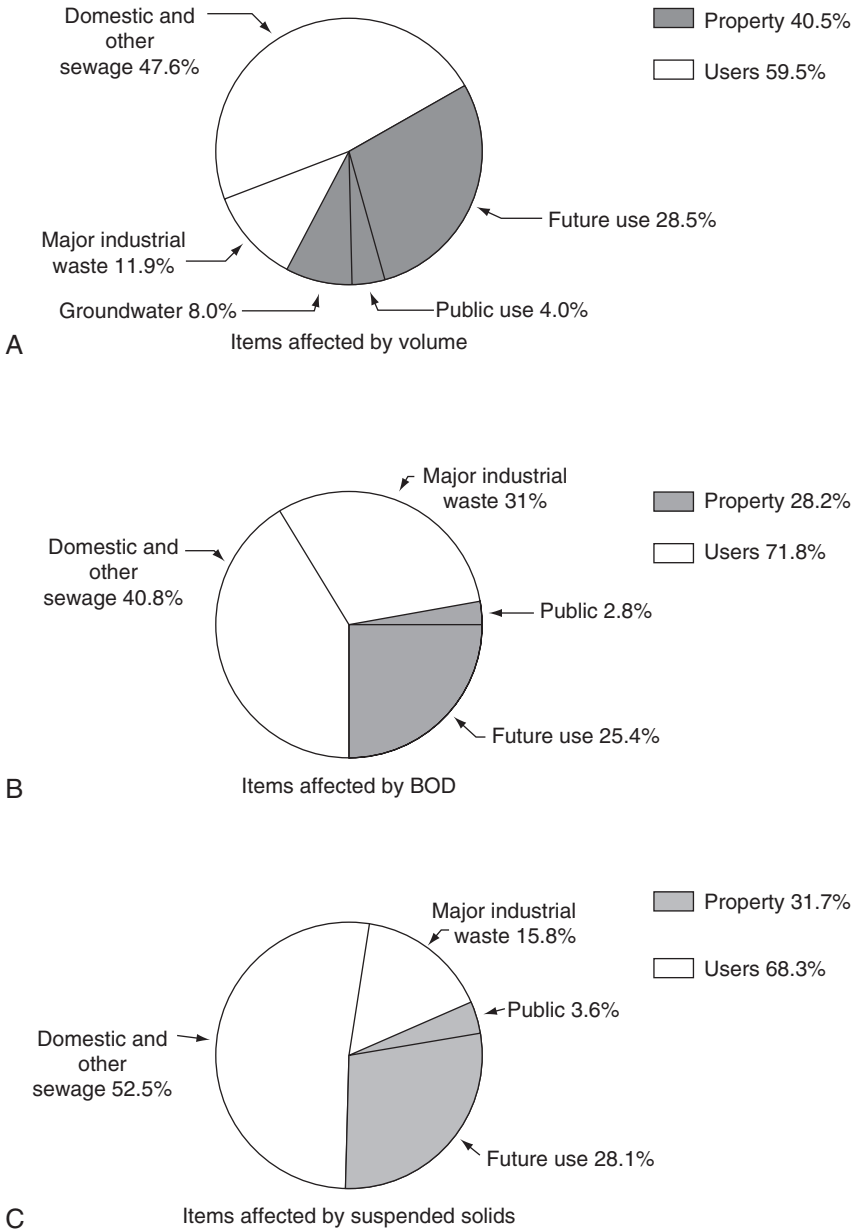 Domestic and
other
sewage 47.6%
Property 40.5%
Users 59.5%
Future use 28.5%
Major industrial
waste 11.9%
Groundwater 8.0%
Public use 4.0%
A
Items affected by volume
Major industrial
waste 31%
Property 28.2%
Users 71.8%
Domestic and
other
sewage 40.8%
Public 2.8%
Future use 25.4%
B
Items affected by BOD
Major industrial
waste 15.8%
Property 31.7%
Users 68.3%
Public 3.6%
Domestic and
other
sewage 52.5%
Future use 28.1%
C
Items affected by suspended solids